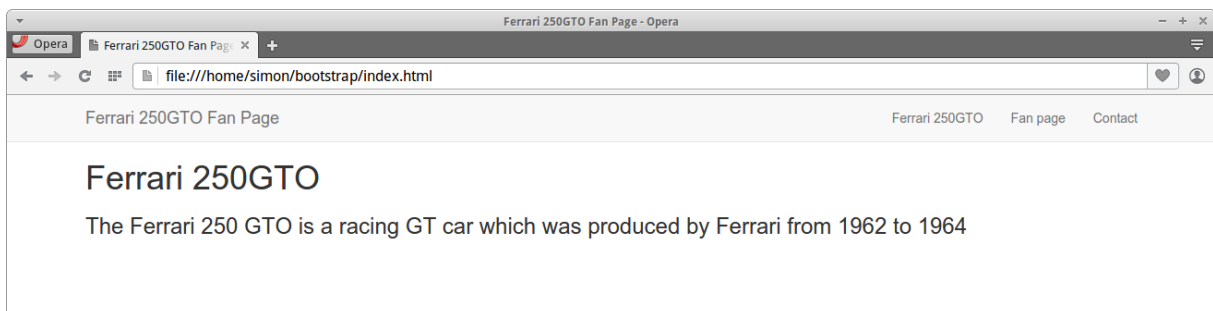 Ferrari 250GTO Fan Page - Opera
Opera Ferrari 250GTO Fan Page
file:///home/simon/bootstrap/index.html
Ferrari 250GTO Fan Page Ferrari 250GTO Fan page Contact
Ferrari 250GTO
The Ferrari 250 GTO is a racing GT car which was produced by Ferrari from 1962 to 1964